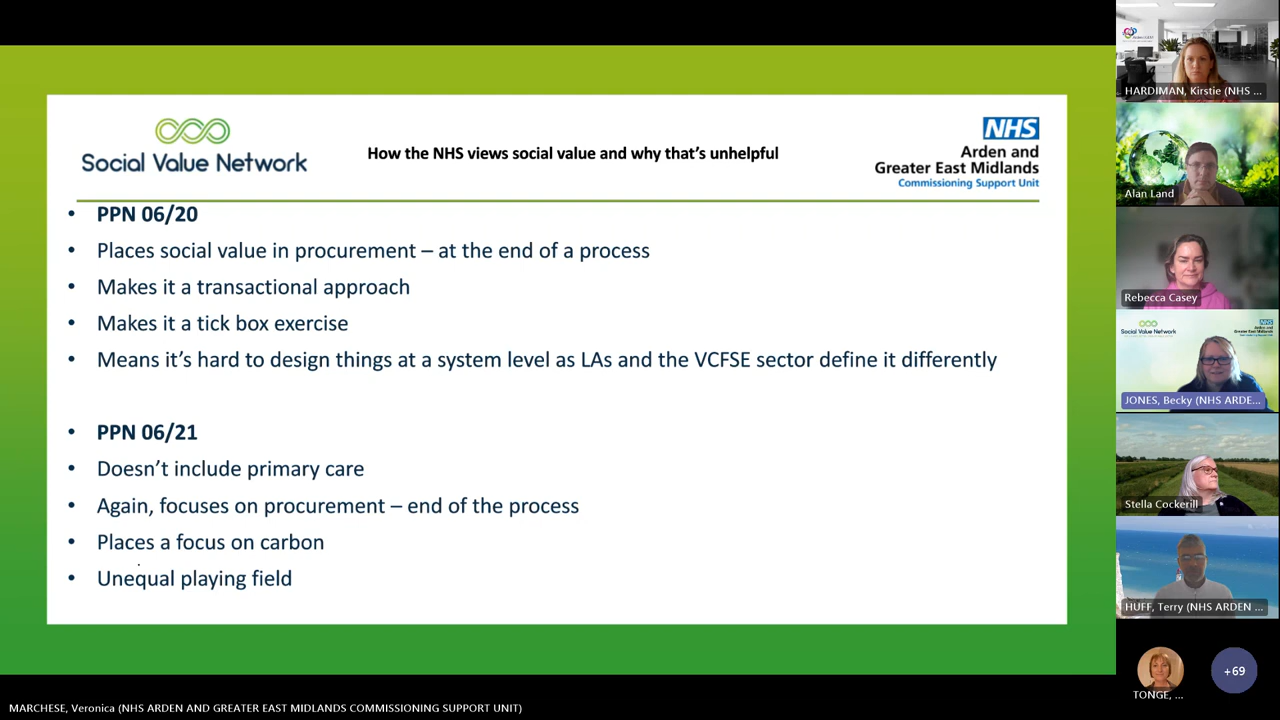 Social Value Network
How the NHS views social value and why that's unhelpful
NHS
Arden and
Greater East Midlands
Commissioning Support Unit
• PPN 06/20
• Places social value in procurement – at the end of a process
• Makes it a transactional approach
• Makes it a tick box exercise
• Means it's hard to design things at a system level as LAs and the VCFSE sector define it differently
• PPN 06/21
• Doesn't include primary care
• Again, focuses on procurement – end of the process
• Places a focus on carbon
• Unequal playing field
HARDIMAN, Kirstie (NHS ...
Alan Land
Rebecca Casey
Social Value Network
NHS
JONES, Becky (NHS ARDE...
Stella Cockerill
HUFF, Terry (NHS ARDEN ...
TONGE, ...
+69
MARCHESE, Veronica (NHS ARDEN AND GREATER EAST MIDLANDS COMMISSIONING SUPPORT UNIT)